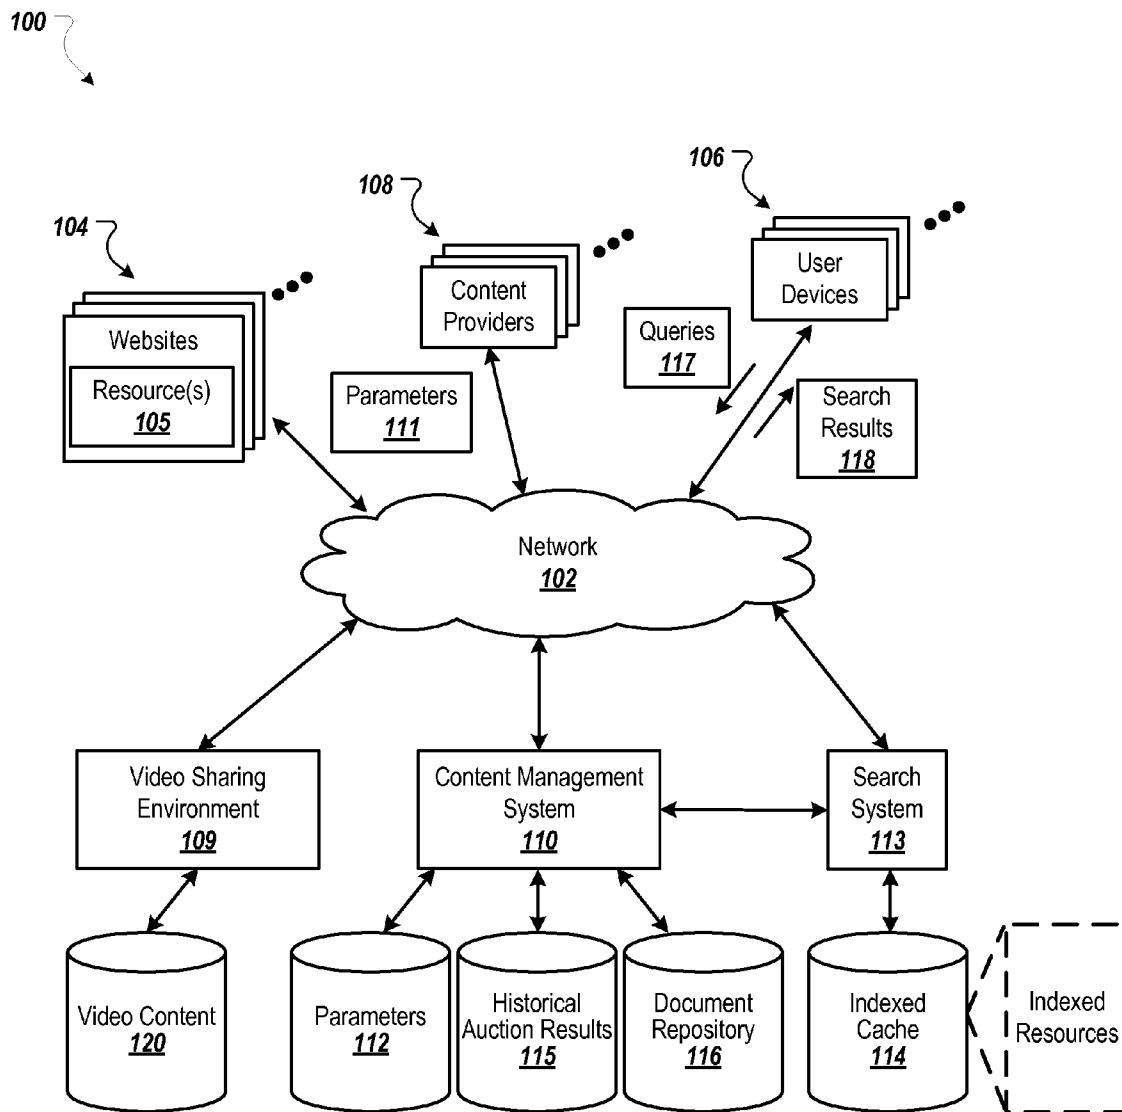 100
104
108
106
Websites
Resource(s)
105
Content
Providers
User
Devices
Parameters
111
Queries
117
Search
Results
118
Network
102
Video Sharing
Environment
109
Content Management
System
110
Search
System
113
Video Content
120
Parameters
112
Historical
Auction Results
115
Document
Repository
116
Indexed
Cache
114
Indexed
Resources